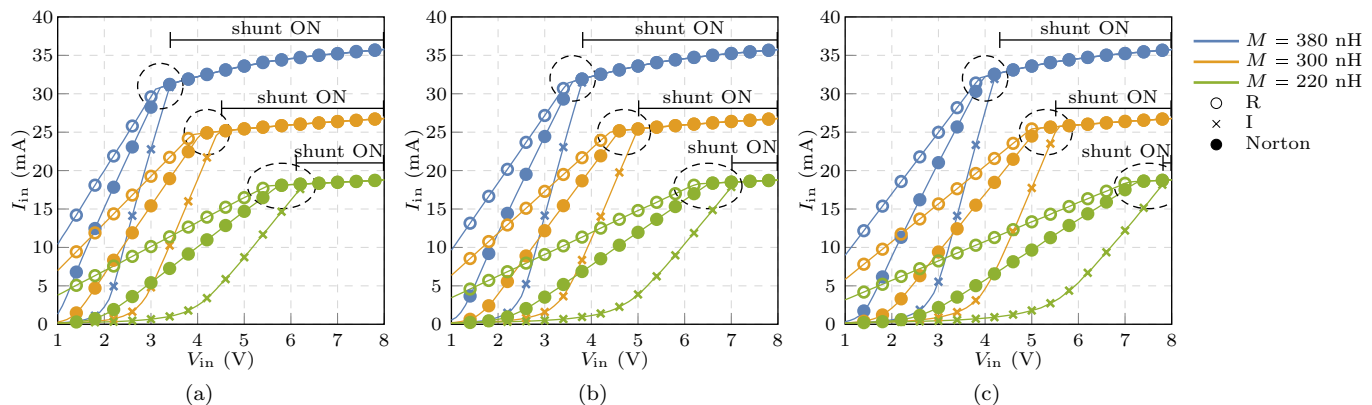 shunt ON
shunt ON
shunt ON
0
5
10
15
20
25
30
35
40
1 2 3 4 5 6 7 8
I_in (mA)
V_in (V)
(a)
shunt ON
shunt ON
shunt ON
0
5
10
15
20
25
30
35
40
1 2 3 4 5 6 7 8
I_in (mA)
V_in (V)
(b)
shunt ON
shunt ON
shunt ON
0
5
10
15
20
25
30
35
40
1 2 3 4 5 6 7 8
I_in (mA)
V_in (V)
(c)
M = 380 nH
M = 300 nH
M = 220 nH
R
I
Norton